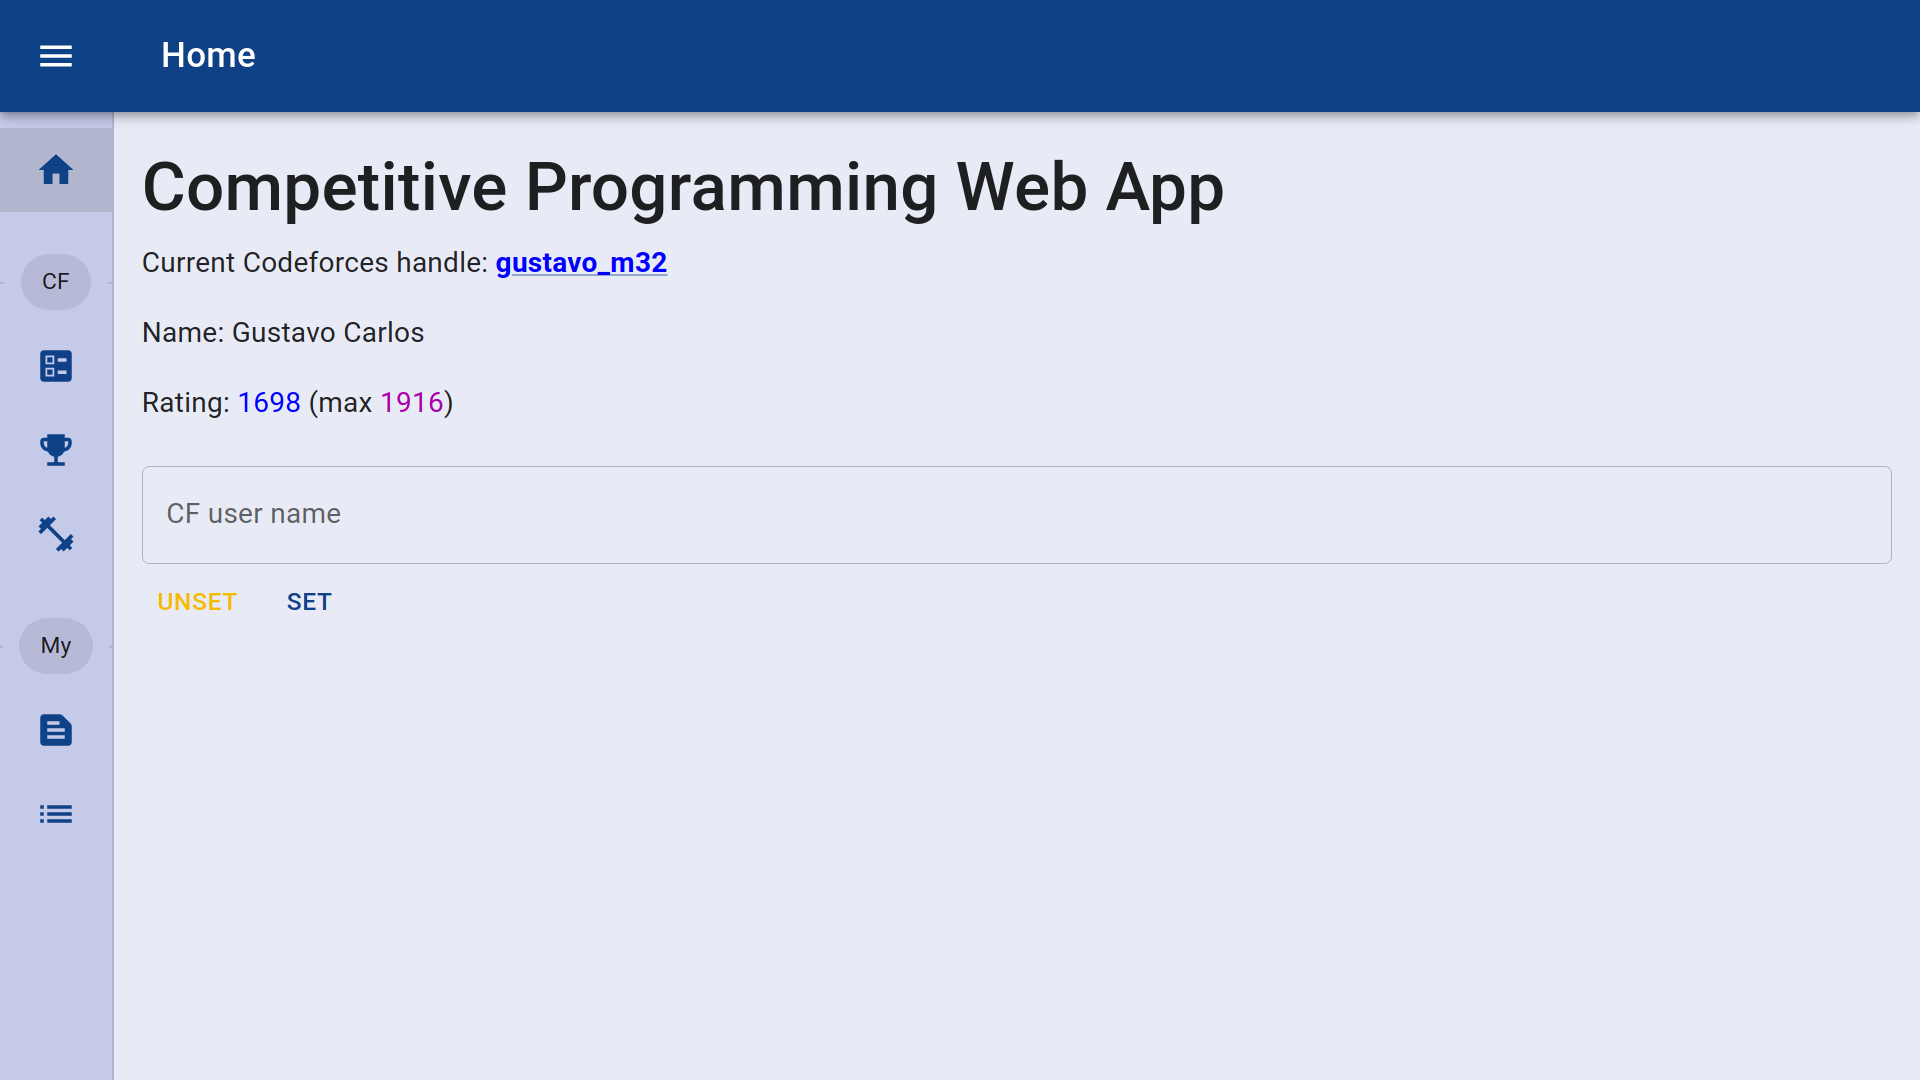 Home
Competitive Programming Web App
Current Codeforces handle: gustavo_m32
CF
Name: Gustavo Carlos
Rating: 1698 (max 1916)
CF user name
UNSET SET
My